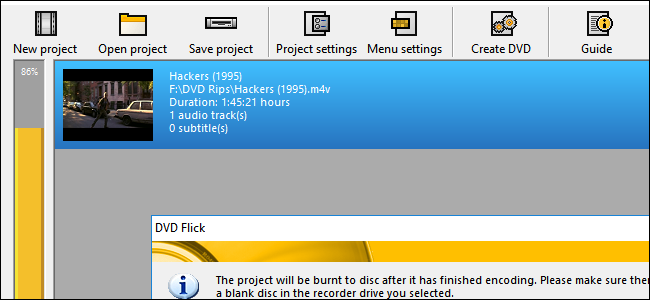 New project Open project Save project Project settings Menu settings Create DVD Guide
86%
Hackers (1995)
F:\DVD Rips\Hackers (1995).m4v
Duration: 1:45:21 hours
1 audio track(s)
0 subtitle(s)
DVD Flick
The project will be burnt to disc after it has finished encoding. Please make sure
a blank disc in the recorder drive you selected.